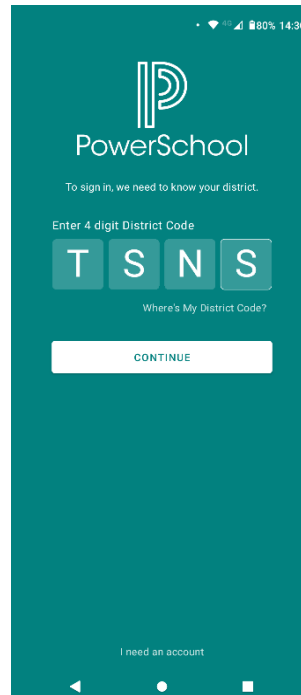 4G 80% 14:30
PowerSchool
To sign in, we need to know your district.
Enter 4 digit District Code
T S N S
Where's My District Code?
CONTINUE
I need an account